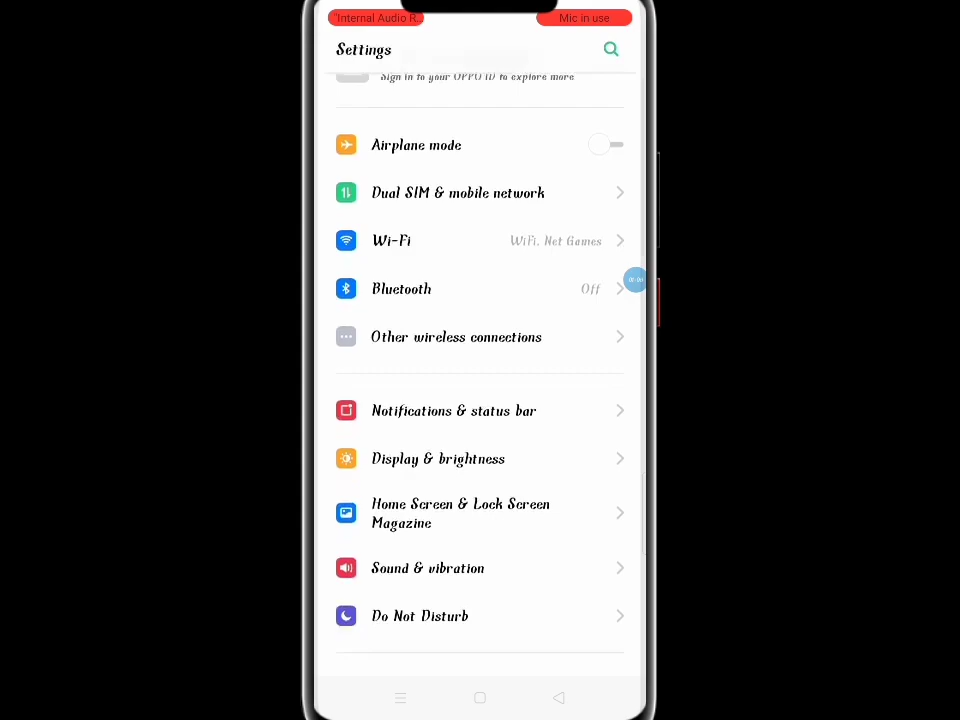 "Internal Audio R..
Mic in use
Settings
Sign in to your OPPO ID to explore more
Airplane mode
Dual SIM & mobile network
Wi-Fi WiFi. Net Games
Bluetooth Off
Other wireless connections
Notifications & status bar
Display & brightness
Home Screen & Lock Screen
Magazine
Sound & vibration
Do Not Disturb